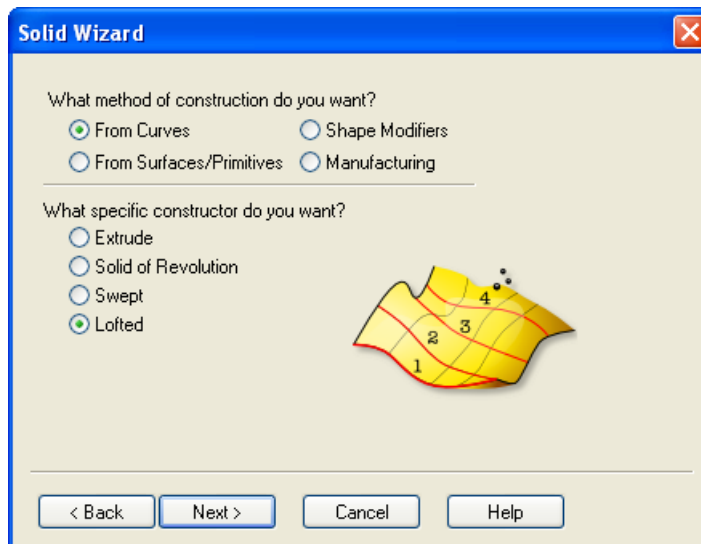 Solid Wizard
What method of construction do you want?
From Curves Shape Modifiers
From Surfaces/Primitives Manufacturing
What specific constructor do you want?
Extrude
Solid of Revolution
Swept
Lofted
4
3
2
1
< Back Next > Cancel Help